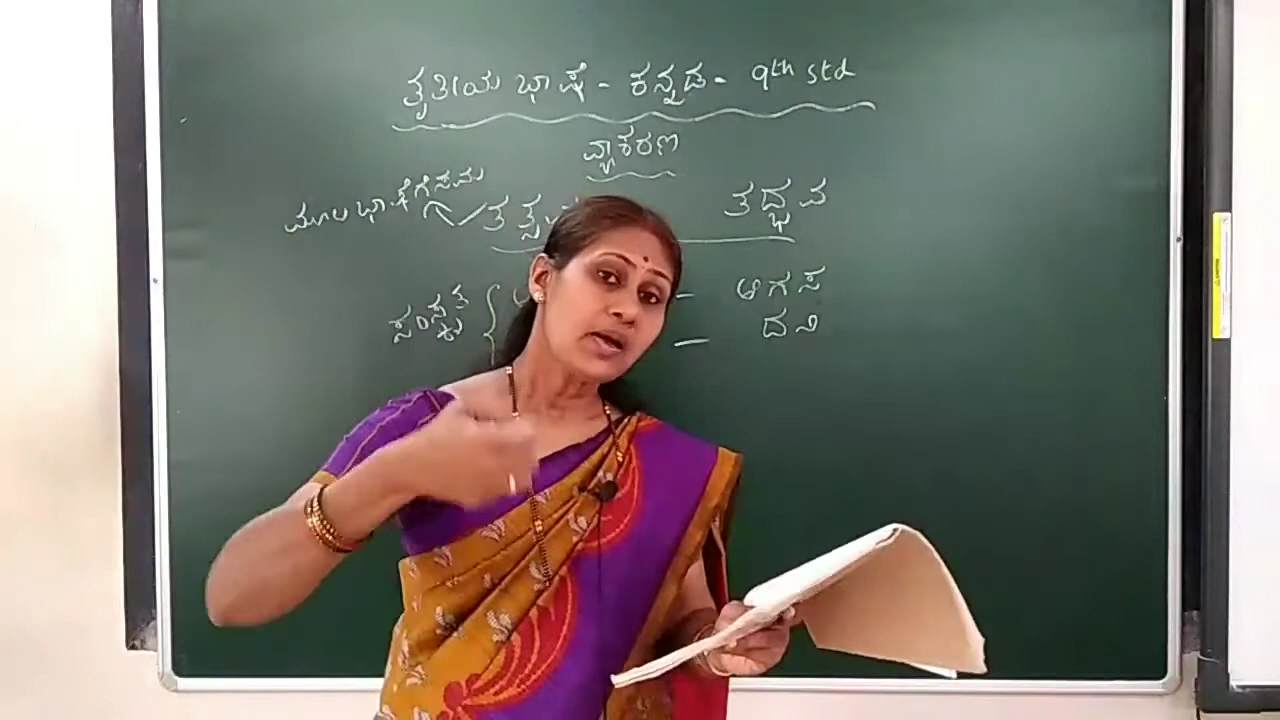 ತೃತೀಯ ಭಾಷೆ - ಕನ್ನಡ - 9th std
ವ್ಯಾಕರಣ
ಮೂಲ ಭಾಷೆಗೆ ಸಮ
ತದ್ಭವ
ಸಂಸ್ಕೃತ { - ಆಗಸ
= ದನಿ